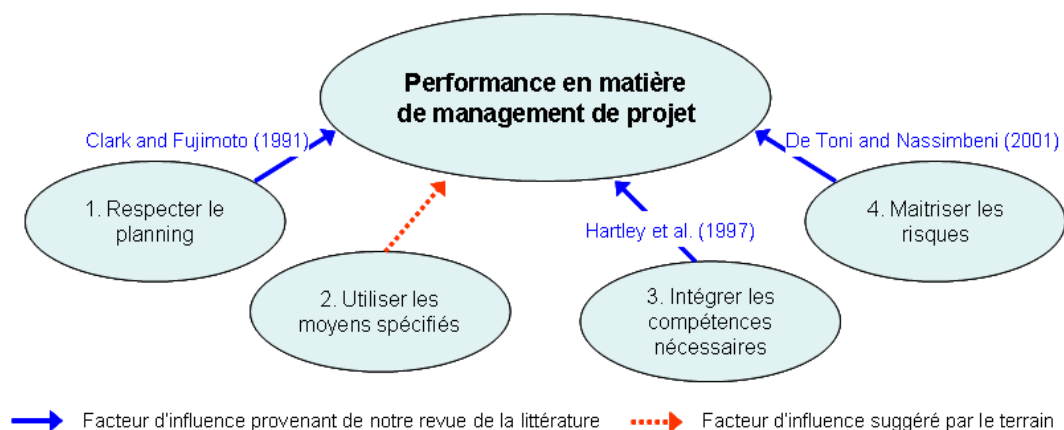 Performance en matière
de management de projet
Clark and Fujimoto (1991)
De Toni and Nassimbeni (2001)
1. Respecter le
planning
4. Maitriser les
risques
Hartley et al. (1997)
2. Utiliser les
moyens spécifiés
3. Intégrer les
compétences
nécessaires
Facteur d'influence provenant de notre revue de la littérature
Facteur d'influence suggéré par le terrain